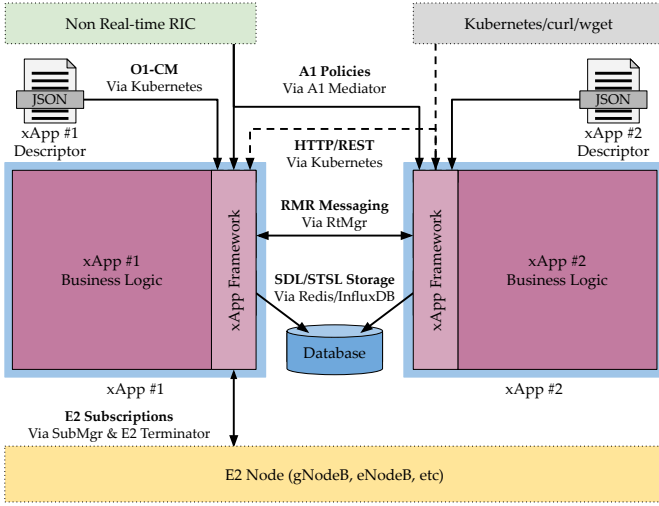 Non Real-time RIC
Kubernetes/curl/wget
O1-CM
Via Kubernetes
A1 Policies
Via A1 Mediator
JSON
JSON
xApp #1
Descriptor
xApp #2
Descriptor
HTTP/REST
Via Kubernetes
xApp #1
Business Logic
xApp Framework
RMR Messaging
Via RtMgr
xApp Framework
xApp #2
Business Logic
SDL/STSL Storage
Via Redis/InfluxDB
Database
xApp #1
xApp #2
E2 Subscriptions
Via SubMgr & E2 Terminator
E2 Node (gNodeB, eNodeB, etc)